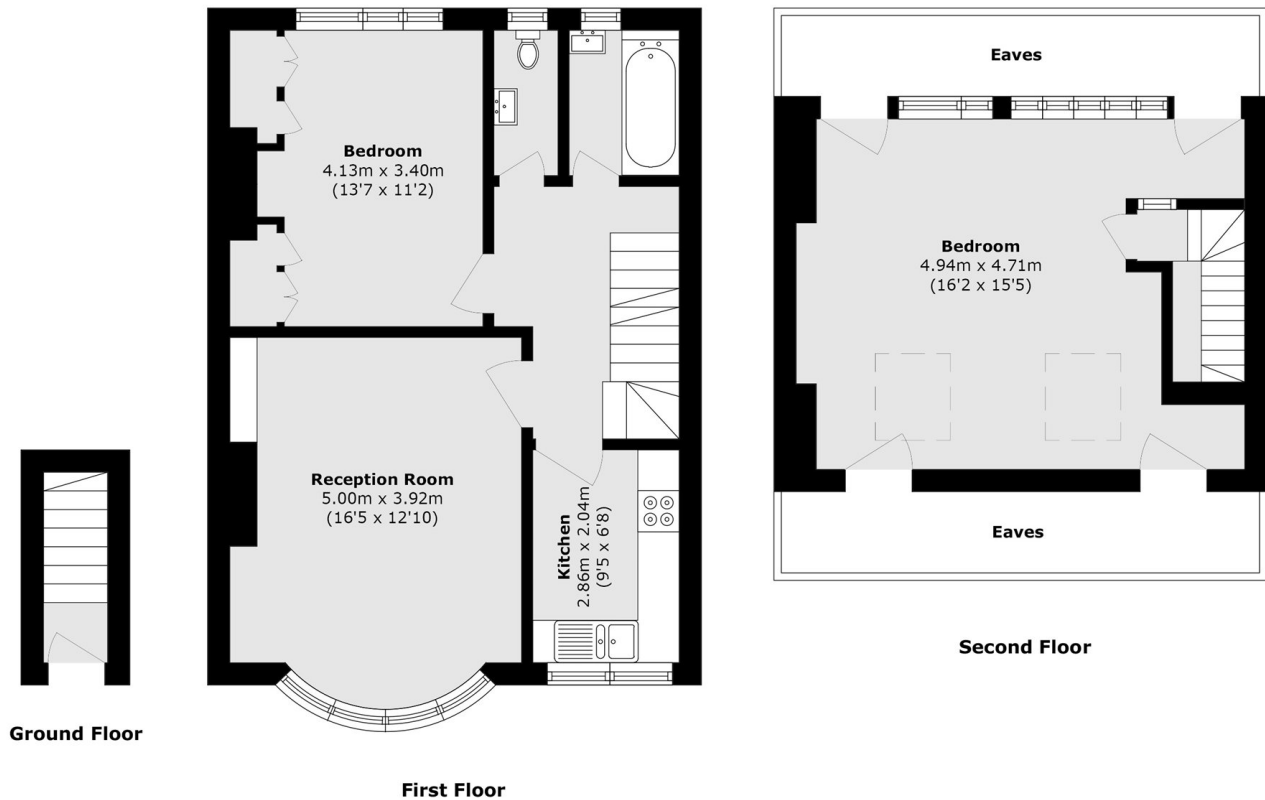 Eaves
Bedroom
4.13m x 3.40m
(13'7 x 11'2)
Bedroom
4.94m x 4.71m
(16'2 x 15'5)
Reception Room
5.00m x 3.92m
(16'5 x 12'10)
Kitchen
2.86m x 2.04m
(9'5 x 6'8)
Eaves
Second Floor
Ground Floor
First Floor